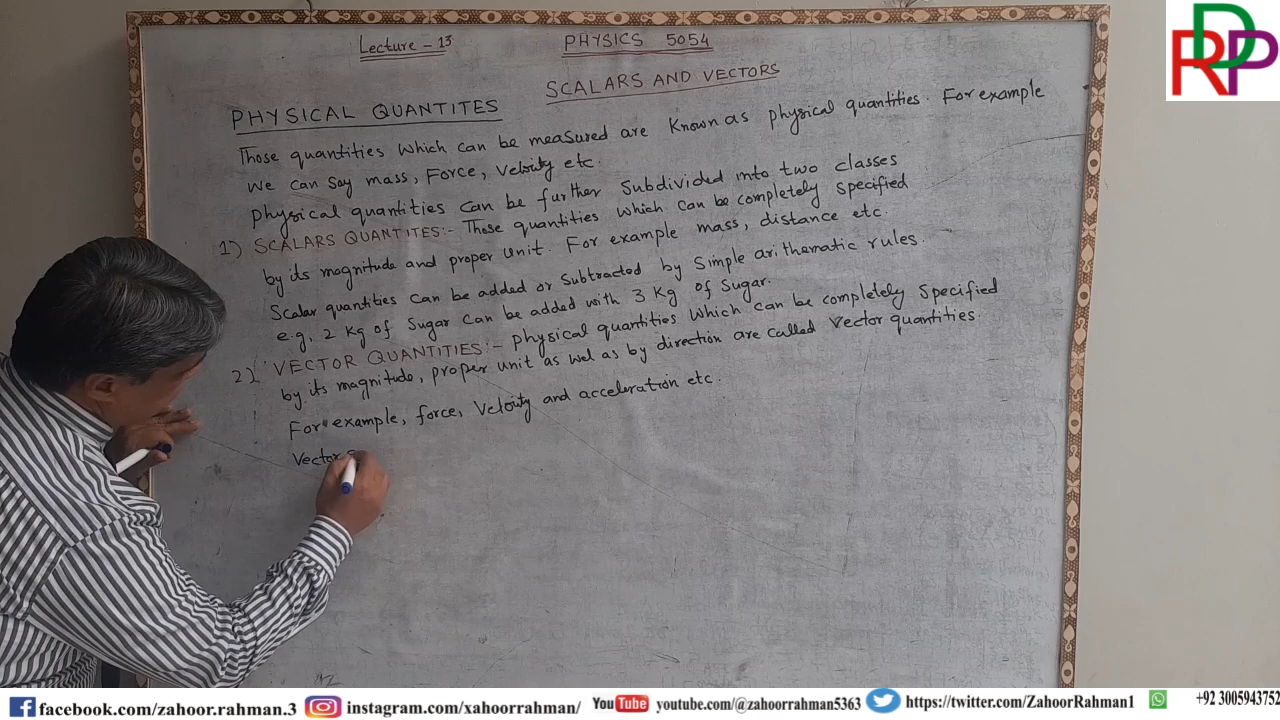 Lecture - 13
PHYSICS 5054
SCALARS AND VECTORS
PHYSICAL QUANTITES
Those quantities which can be measured are Known as physical quantities. For example
We can say mass, Force, Velocity etc.
physical quantities can be further subdivided into two classes
1) SCALARS QUANTITES:- Those quantities which can be completely specified
by its magnitude and proper unit. For example mass, distance etc.
Scalar quantities can be added or subtracted by simple arithematic rules.
e.g, 2 Kg of Sugar can be added with 3 Kg of sugar.
2) VECTOR QUANTITIES:- physical quantities which can be completely specified
by its magnitude, proper unit as wel as by direction are called vector quantities.
For example, force, Velocity and acceleration etc.
Vector
RDP
facebook.com/zahoor.rahman.3
instagram.com/xahoorrahman/
YouTube youtube.com/@zahoorrahman5363
https://twitter.com/ZahoorRahman1
+92 3005943752